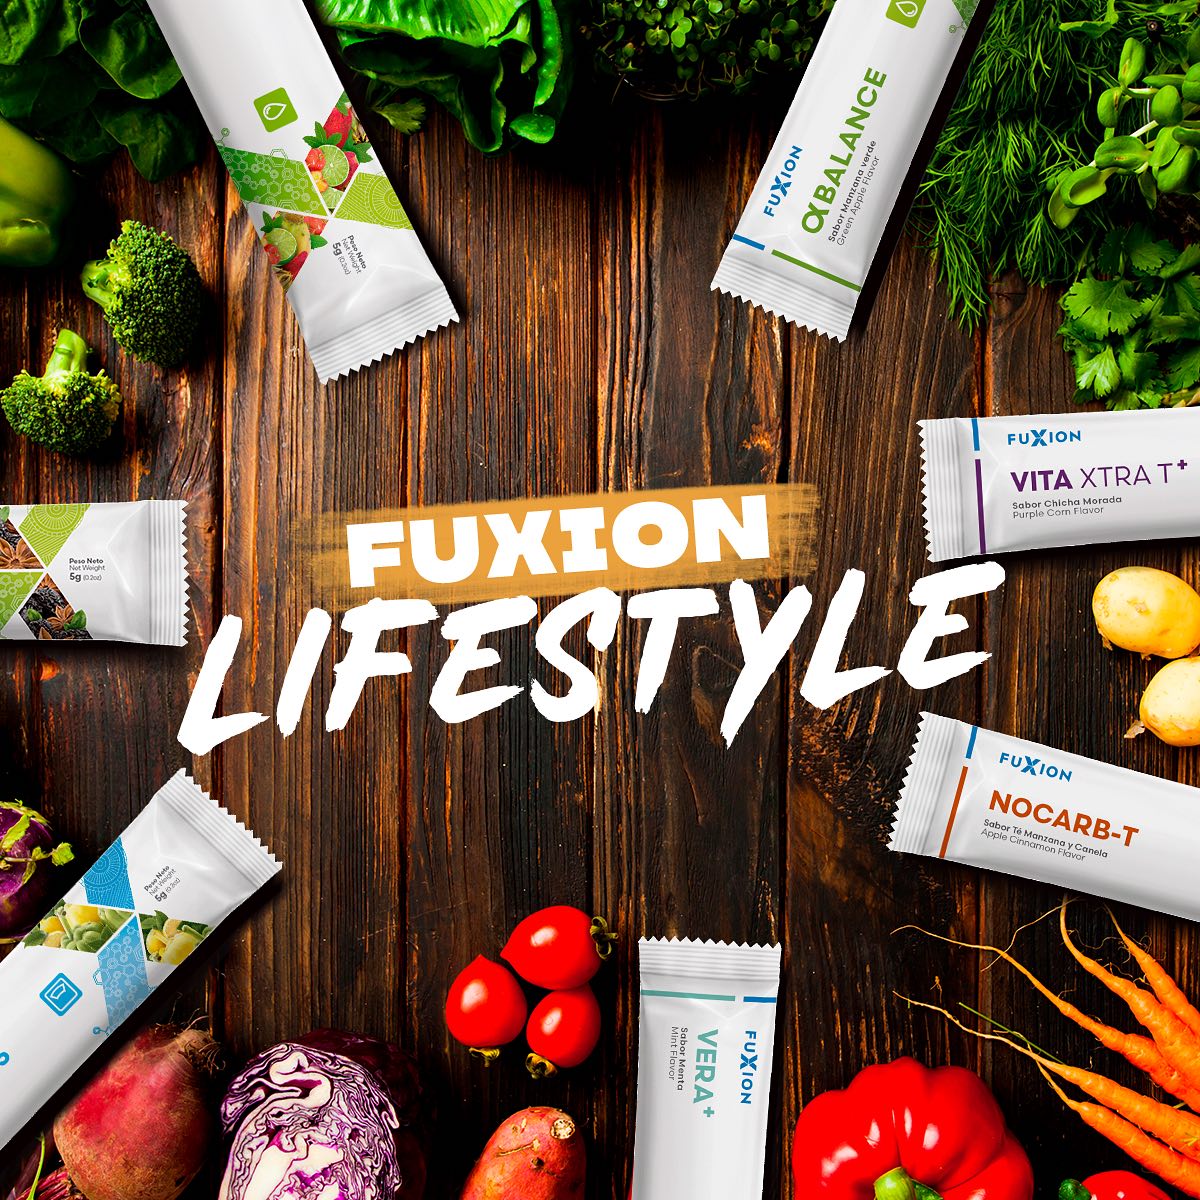 Peso Neto
Net Weight
5g (0.2oz)
FUXION
αBALANCE
Sabor Manzana verde
Green Apple Flavor
FUXION
VITA XTRA T+
Sabor Chicha Morada
Purple Corn Flavor
FUXION
LIFESTYLE
Peso Neto
Net Weight
5g (0.2oz)
FUXION
NOCARB-T
Sabor Té Manzana y Canela
Apple Cinnamon Flavor
Peso Neto
Net Weight
5g (0.2oz)
FUXION
VERA+
Sabor Menta
Mint Flavor